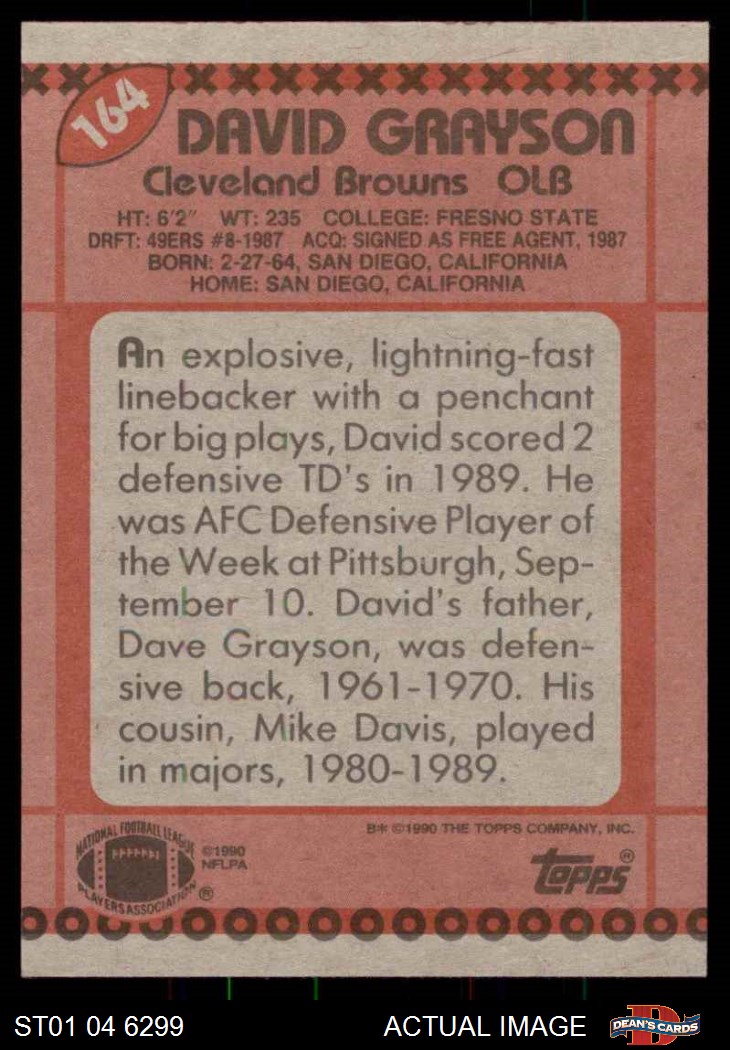 164
DAVID GRAYSON
Cleveland Browns OLB
HT: 6'2" WT: 235 COLLEGE: FRESNO STATE
DRFT: 49ERS #8-1987 ACQ: SIGNED AS FREE AGENT, 1987
BORN: 2-27-64, SAN DIEGO, CALIFORNIA
HOME: SAN DIEGO, CALIFORNIA
An explosive, lightning-fast
linebacker with a penchant
for big plays, David scored 2
defensive TD's in 1989. He
was AFC Defensive Player of
the Week at Pittsburgh, Sep-
tember 10. David's father,
Dave Grayson, was defen-
sive back, 1961-1970. His
cousin, Mike Davis, played
in majors, 1980-1989.
B* ©1990 THE TOPPS COMPANY, INC.
NATIONAL FOOTBALL LEAGUE
PLAYERS ASSOCIATION ®
©1990
NFLPA
topps®
ST01 04 6299
ACTUAL IMAGE
D
DEAN'S CARDS